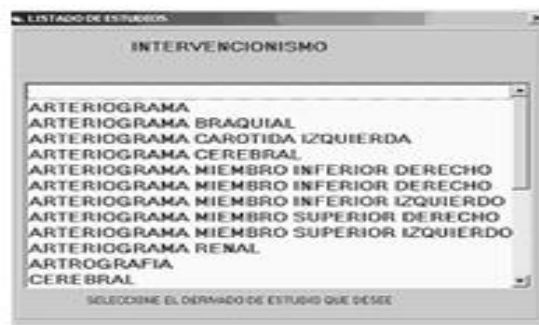 LISTADO DE ESTUDIOS
INTERVENCIONISMO
ARTERIOGRAMA
ARTERIOGRAMA BRAQUIAL
ARTERIOGRAMA CAROTIDA IZQUIERDA
ARTERIOGRAMA CEREBRAL
ARTERIOGRAMA MIEMBRO INFERIOR DERECHO
ARTERIOGRAMA MIEMBRO INFERIOR DERECHO
ARTERIOGRAMA MIEMBRO INFERIOR IZQUIERDO
ARTERIOGRAMA MIEMBRO SUPERIOR DERECHO
ARTERIOGRAMA MIEMBRO SUPERIOR IZQUIERDO
ARTERIOGRAMA RENAL
ARTROGRAFIA
CEREBRAL
SELECCIONE EL DERIVADO DE ESTUDIO QUE DESEE